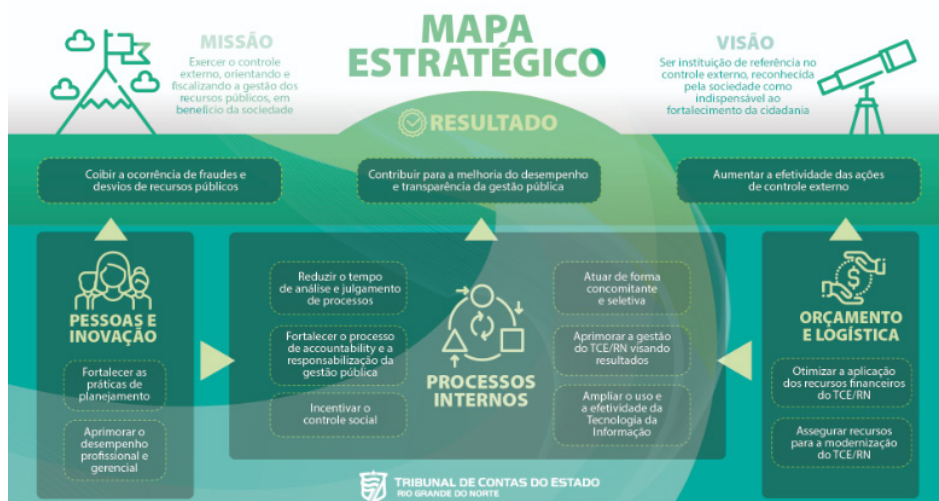 MAPA
ESTRATÉGICO
MISSÃO
Exercer o controle
externo, orientando e
fiscalizando a gestão dos
recursos públicos, em
benefício da sociedade
VISÃO
Ser instituição de referência no
controle externo, reconhecida
pela sociedade como
indispensável ao
fortalecimento da cidadania
RESULTADO
Coibir a ocorrência de fraudes e
desvios de recursos públicos
Contribuir para a melhoria do desempenho
e transparência da gestão pública
Aumentar a efetividade das ações
de controle externo
PESSOAS E
INOVAÇÃO
Fortalecer as
práticas de
planejamento
Aprimorar o
desempenho
profissional e
gerencial
Reduzir o tempo
de análise e julgamento
de processos
Fortalecer o processo
de accountability e a
responsabilização da
gestão pública
Incentivar o
controle social
PROCESSOS
INTERNOS
Atuar de forma
concomitante
e seletiva
Aprimorar a gestão
do TCE/RN visando
resultados
Ampliar o uso e
a efetividade da
Tecnologia da
Informação
$
ORÇAMENTO
E LOGÍSTICA
Otimizar a aplicação
dos recursos financeiros
do TCE/RN
Assegurar recursos
para a modernização
do TCE/RN
TRIBUNAL DE CONTAS DO ESTADO
RIO GRANDE DO NORTE